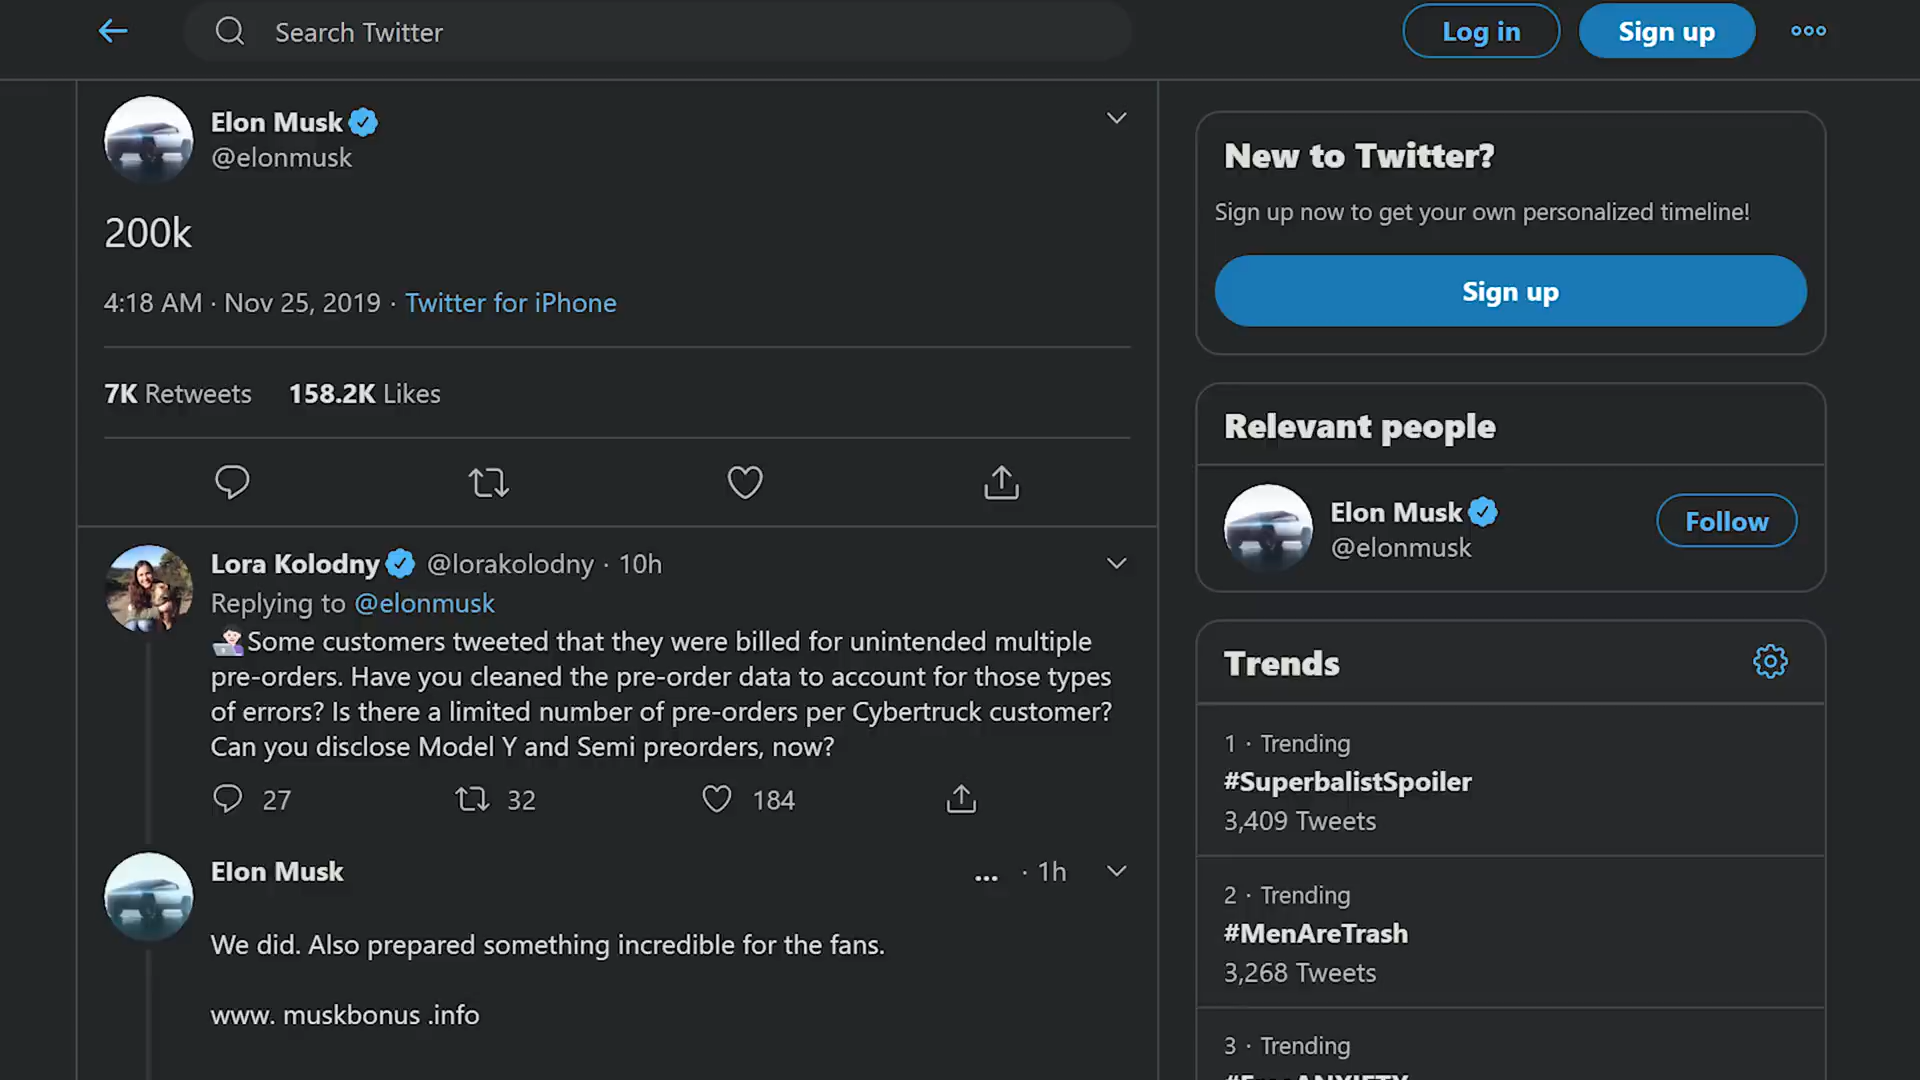 Search Twitter
Log in
Sign up
Elon Musk
@elonmusk
200k
4:18 AM · Nov 25, 2019 · Twitter for iPhone
7K Retweets 158.2K Likes
Lora Kolodny @lorakolodny · 10h
Replying to @elonmusk
Some customers tweeted that they were billed for unintended multiple
pre-orders. Have you cleaned the pre-order data to account for those types
of errors? Is there a limited number of pre-orders per Cybertruck customer?
Can you disclose Model Y and Semi preorders, now?
27 32 184
Elon Musk ... · 1h
We did. Also prepared something incredible for the fans.
www. muskbonus .info
New to Twitter?
Sign up now to get your own personalized timeline!
Sign up
Relevant people
Elon Musk
@elonmusk
Follow
Trends
1 · Trending
#SuperbalistSpoiler
3,409 Tweets
2 · Trending
#MenAreTrash
3,268 Tweets
3 · Trending